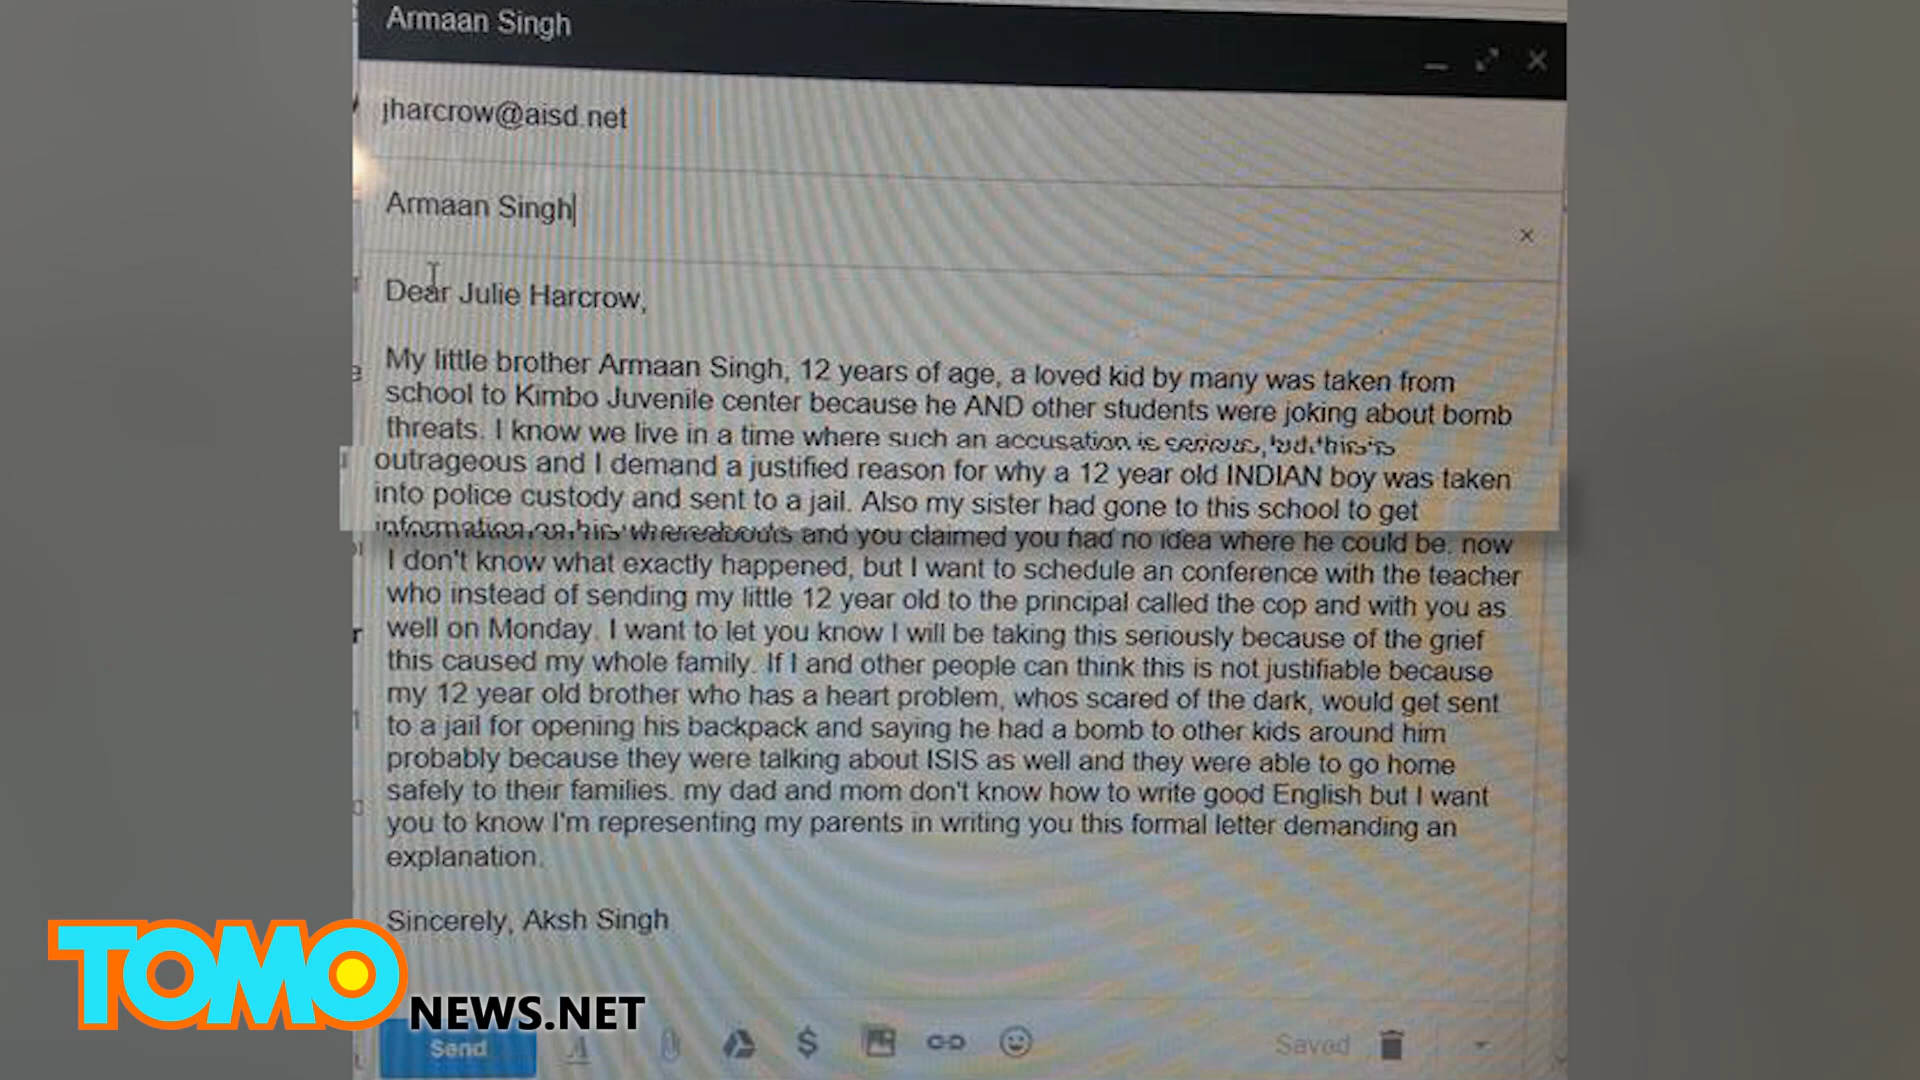 Armaan Singh
jharcrow@aisd.net
Armaan Singh
Dear Julie Harcrow,
My little brother Armaan Singh, 12 years of age, a loved kid by many was taken from
school to Kimbo Juvenile center because he AND other students were joking about bomb
threats. I know we live in a time where such an accusation is serious, but this is
outrageous and I demand a justified reason for why a 12 year old INDIAN boy was taken
into police custody and sent to a jail. Also my sister had gone to this school to get
information on his whereabouts and you claimed you had no idea where he could be. now
I don't know what exactly happened, but I want to schedule an conference with the teacher
who instead of sending my little 12 year old to the principal called the cop and with you as
well on Monday. I want to let you know I will be taking this seriously because of the grief
this caused my whole family. If I and other people can think this is not justifiable because
my 12 year old brother who has a heart problem, whos scared of the dark, would get sent
to a jail for opening his backpack and saying he had a bomb to other kids around him
probably because they were talking about ISIS as well and they were able to go home
safely to their families. my dad and mom don't know how to write good English but I want
you to know I'm representing my parents in writing you this formal letter demanding an
explanation.
Sincerely, Aksh Singh
TOMO NEWS.NET
Send
Saved